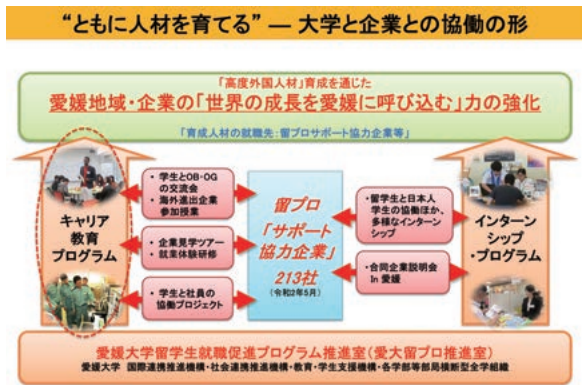 “ともに人材を育てる” ― 大学と企業との協働の形
「高度外国人材」育成を通じた
愛媛地域・企業の「世界の成長を愛媛に呼び込む」力の強化
「育成人材の就職先：留プロサポート協力企業等」
キャリア
教育
プログラム
・ 学生とOB・OG
の交流会
・ 海外進出企業
参加授業
・ 企業見学ツアー
・ 就業体験研修
・ 学生と社員の
協働プロジェクト
留プロ
「サポート
協力企業」
213社
（令和2年5月）
・留学生と日本人
学生の協働ほか、
多様なインターン
シップ
・合同企業説明会
In 愛媛
インターン
シップ
・プログラム
愛媛大学留学生就職促進プログラム推進室（愛大留プロ推進室）
愛媛大学　国際連携推進機構・社会連携推進機構・教育・学生支援機構・各学部等部局横断型全学組織